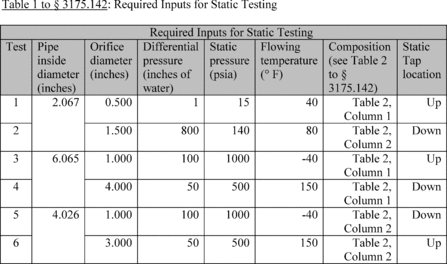 Table 1 to § 3175.142: Required Inputs for Static Testing
Required Inputs for Static Testing
Test Pipe inside diameter (inches) Orifice diameter (inches) Differential pressure (inches of water) Static pressure (psia) Flowing temperature (° F) Composition (see Table 2 to § 3175.142) Static Tap location
1 2.067 0.500 1 15 40 Table 2, Column 1 Up
2 1.500 800 140 80 Table 2, Column 2 Down
3 6.065 1.000 100 1000 -40 Table 2, Column 1 Up
4 4.000 50 500 150 Table 2, Column 1 Down
5 4.026 1.000 100 1000 -40 Table 2, Column 2 Down
6 3.000 50 500 150 Table 2, Column 2 Up